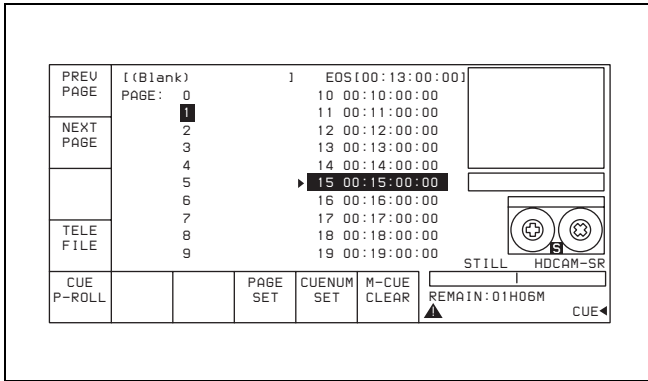 PREV PAGE
NEXT PAGE
TELE FILE
[(Blank) ] EOS[00:13:00:00]
PAGE: 0 10 00:10:00:00
1 11 00:11:00:00
2 12 00:12:00:00
3 13 00:13:00:00
4 14 00:14:00:00
5 ▶ 15 00:15:00:00
6 16 00:16:00:00
7 17 00:17:00:00
8 18 00:18:00:00
9 19 00:19:00:00
S
STILL HDCAM-SR
CUE P-ROLL
PAGE SET
CUENUM SET
M-CUE CLEAR
REMAIN:01H06M
! CUE◀